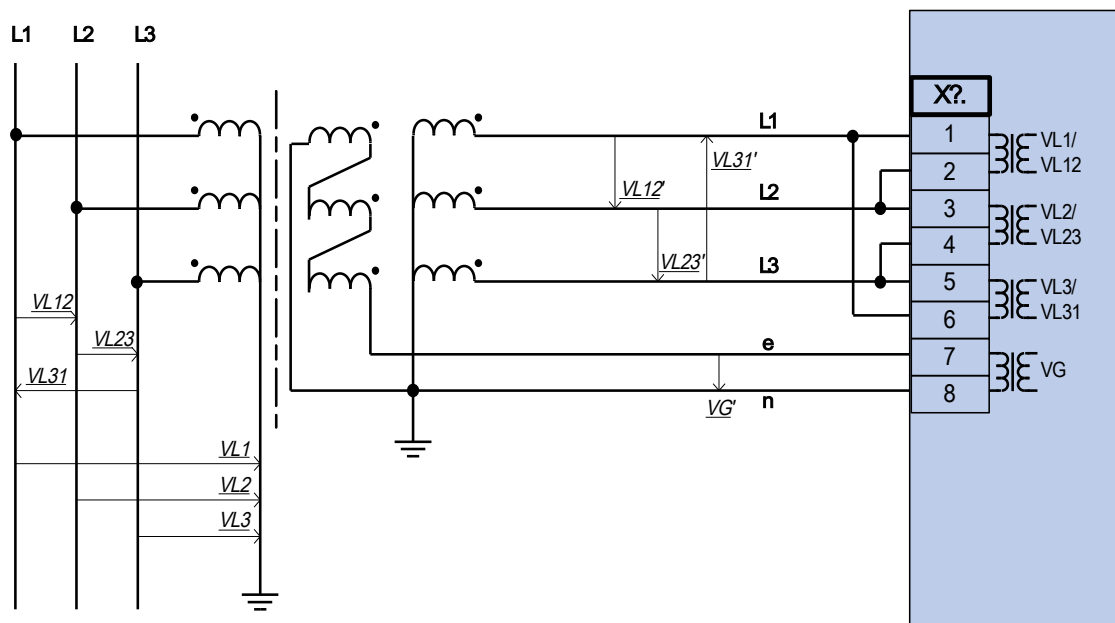 L1 L2 L3
X?.
L1
1
VL1/
VL12
VL31'
2
VL12'
L2
3
VL2/
VL23
4
VL23'
L3
5
VL3/
VL31
VL12
6
VL23
e
7
VL31
VG
VG'
n
8
VL1
VL2
VL3